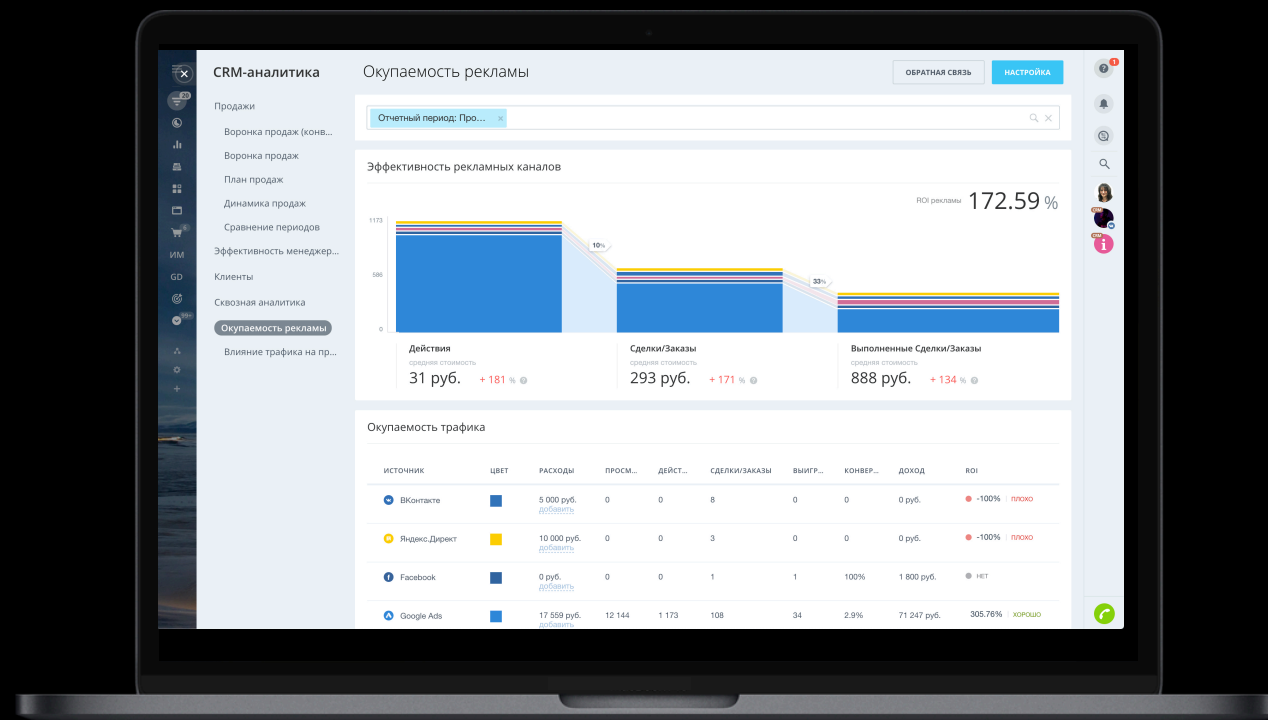 CRM-аналитика
Продажи
Воронка продаж (конв...
Воронка продаж
План продаж
Динамика продаж
Сравнение периодов
Эффективность менеджер...
Клиенты
Сквозная аналитика
Окупаемость рекламы
Влияние трафика на пр...
26
6
ИМ
GD
99+
Окупаемость рекламы
ОБРАТНАЯ СВЯЗЬ
НАСТРОЙКА
Отчетный период: Про...
Эффективность рекламных каналов
ROI рекламы 172.59 %
1173
586
0
10%
33%
Действия
средняя стоимость
31 руб. + 181 %
Сделки/Заказы
средняя стоимость
293 руб. + 171 %
Выполненные Сделки/Заказы
средняя стоимость
888 руб. + 134 %
Окупаемость трафика
ИСТОЧНИК ЦВЕТ РАСХОДЫ ПРОСМ... ДЕЙСТ... СДЕЛКИ/ЗАКАЗЫ ВЫИГР... КОНВЕР... ДОХОД ROI
ВКонтакте 5 000 руб. 0 0 8 0 0 0 руб. -100% ПЛОХО
добавить
Яндекс.Директ 10 000 руб. 0 0 3 0 0 0 руб. -100% ПЛОХО
добавить
Facebook 0 руб. 0 0 1 1 100% 1 800 руб. НЕТ
добавить
Google Ads 17 559 руб. 12 144 1 173 108 34 2.9% 71 247 руб. 305.76% ХОРОШО
добавить
1
CRM
CRM